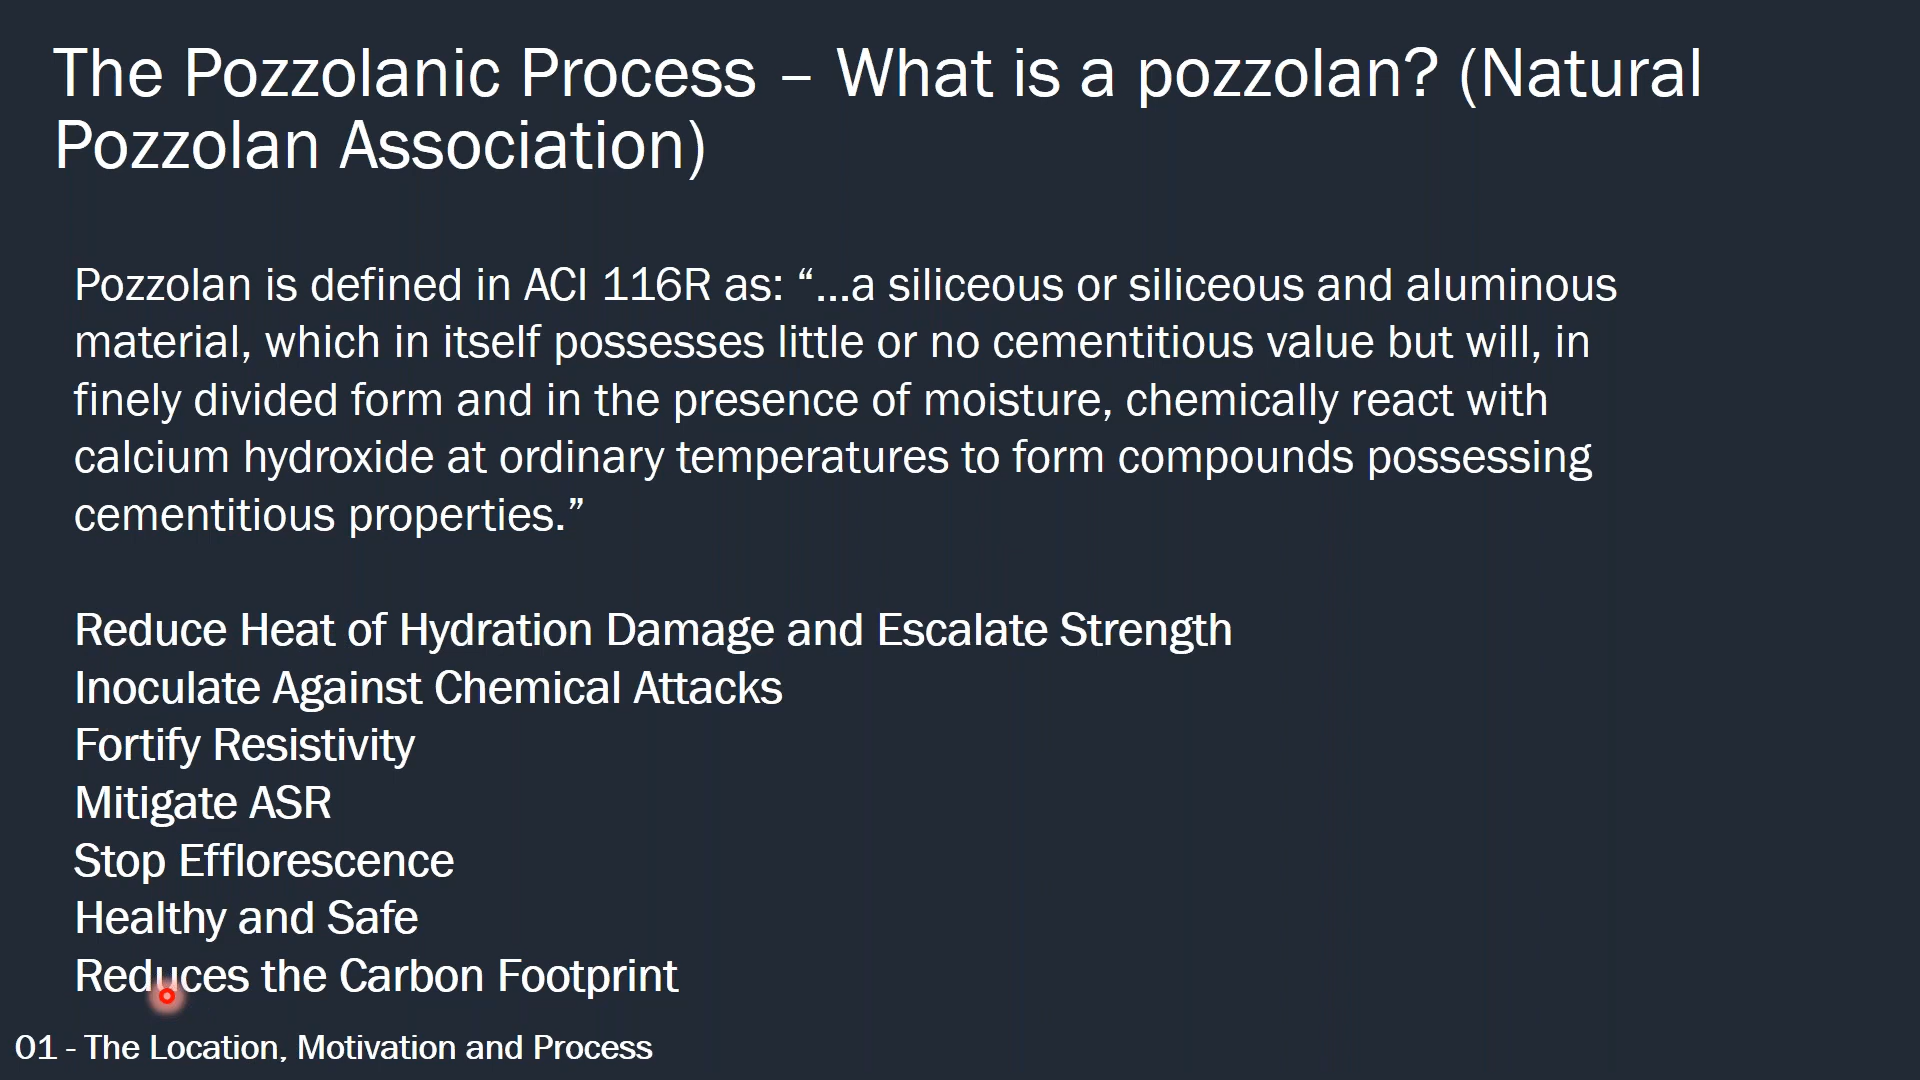 The Pozzolanic Process – What is a pozzolan? (Natural
Pozzolan Association)
Pozzolan is defined in ACI 116R as: “...a siliceous or siliceous and aluminous
material, which in itself possesses little or no cementitious value but will, in
finely divided form and in the presence of moisture, chemically react with
calcium hydroxide at ordinary temperatures to form compounds possessing
cementitious properties.”
Reduce Heat of Hydration Damage and Escalate Strength
Inoculate Against Chemical Attacks
Fortify Resistivity
Mitigate ASR
Stop Efflorescence
Healthy and Safe
Reduces the Carbon Footprint
01 - The Location, Motivation and Process